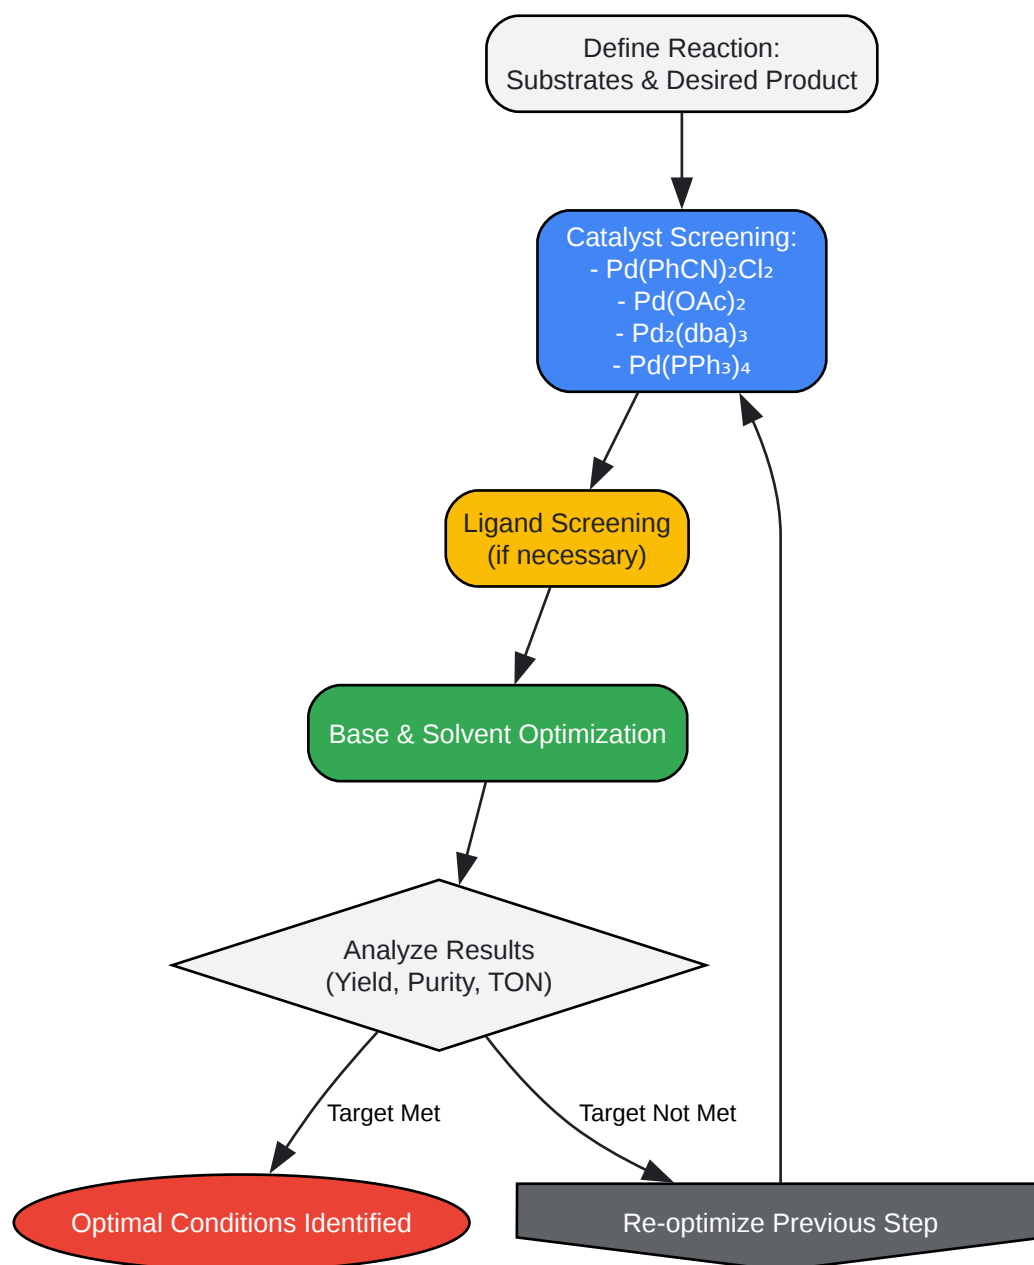 Define Reaction:
Substrates & Desired Product
Catalyst Screening:
- Pd(PhCN)₂Cl₂
- Pd(OAc)₂
- Pd₂(dba)₃
- Pd(PPh₃)₄
Ligand Screening
(if necessary)
Base & Solvent Optimization
Analyze Results
(Yield, Purity, TON)
Target Met
Target Not Met
Optimal Conditions Identified
Re-optimize Previous Step